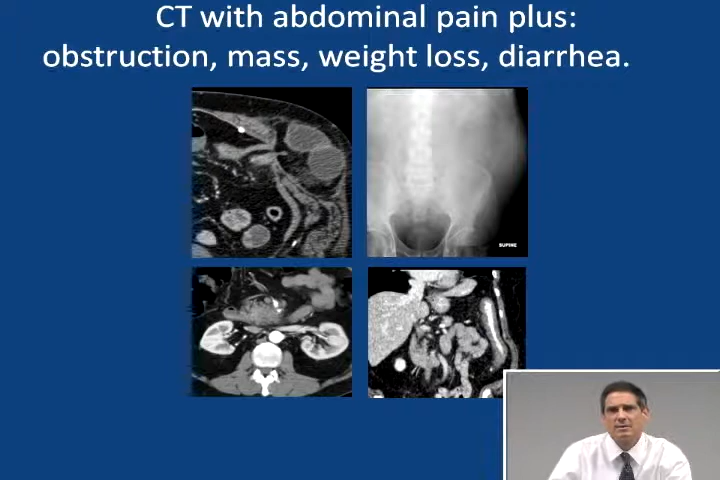 CT with abdominal pain plus:
obstruction, mass, weight loss, diarrhea.
SUPINE